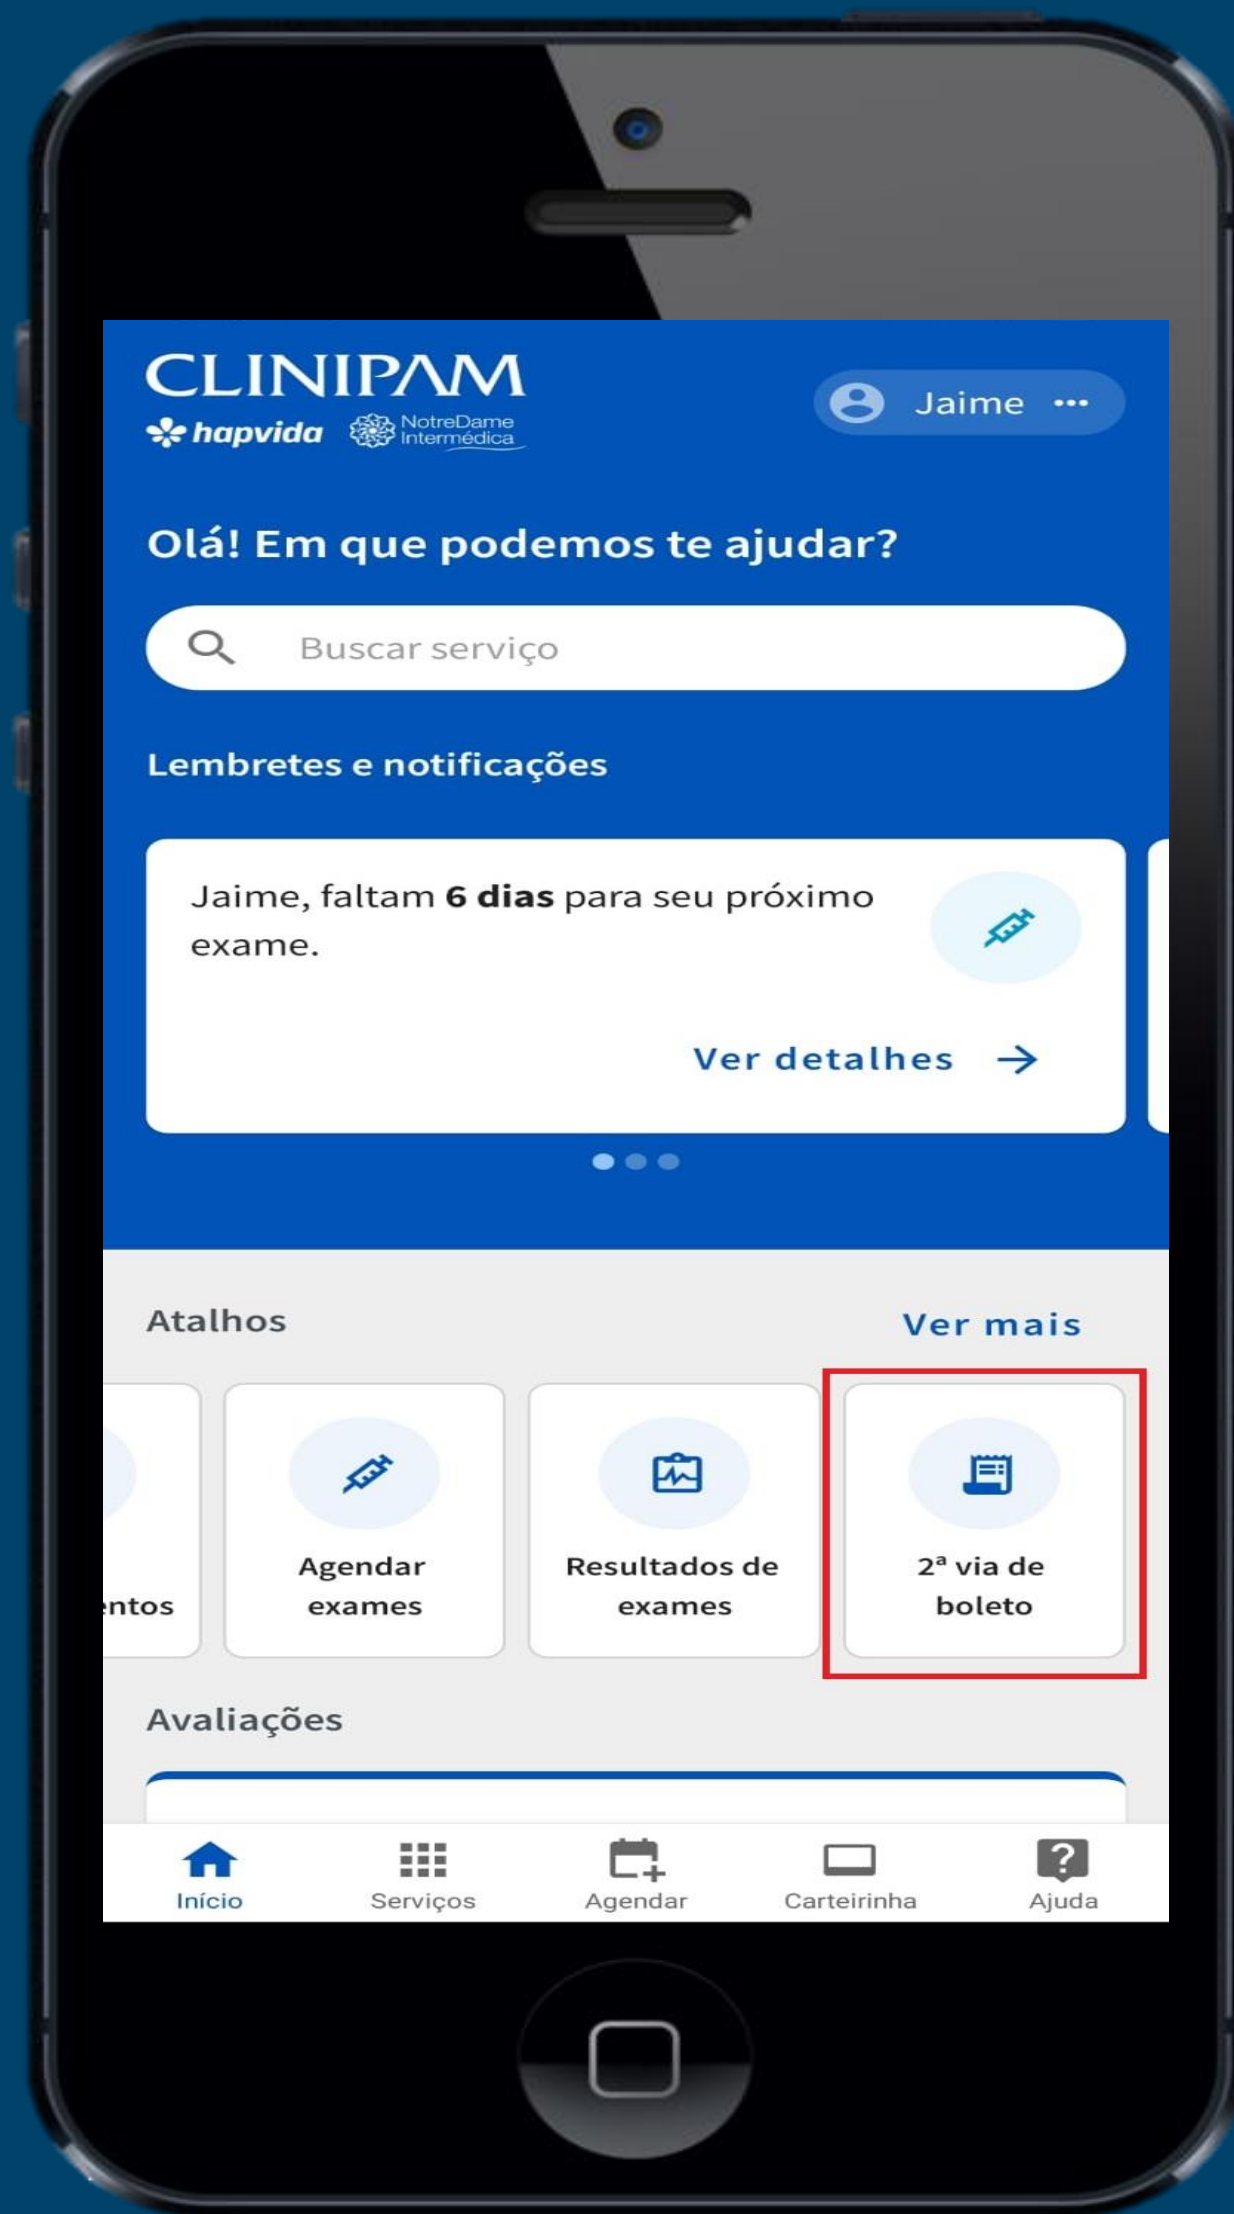 CLINIPAM
hapvida NotreDame
Intermédica
Jaime
Olá! Em que podemos te ajudar?
Buscar serviço
Lembretes e notificações
Jaime, faltam 6 dias para seu próximo
exame.
Ver detalhes
Atalhos
Ver mais
entos
Agendar
exames
Resultados de
exames
2ª via de
boleto
Avaliações
Início
Serviços
Agendar
Carteirinha
Ajuda